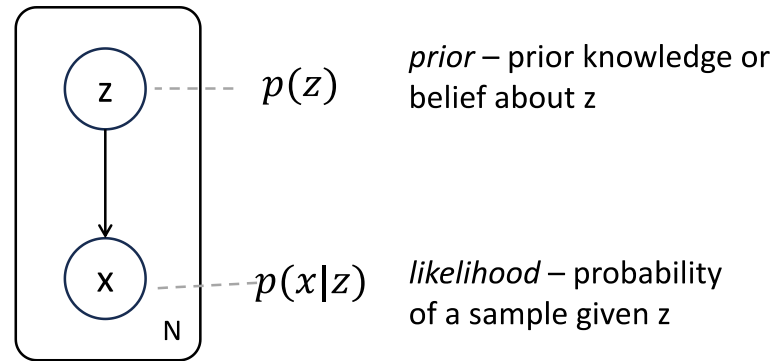 z
p(z)
prior – prior knowledge or
belief about z
x
p(x|z)
likelihood – probability
of a sample given z
N